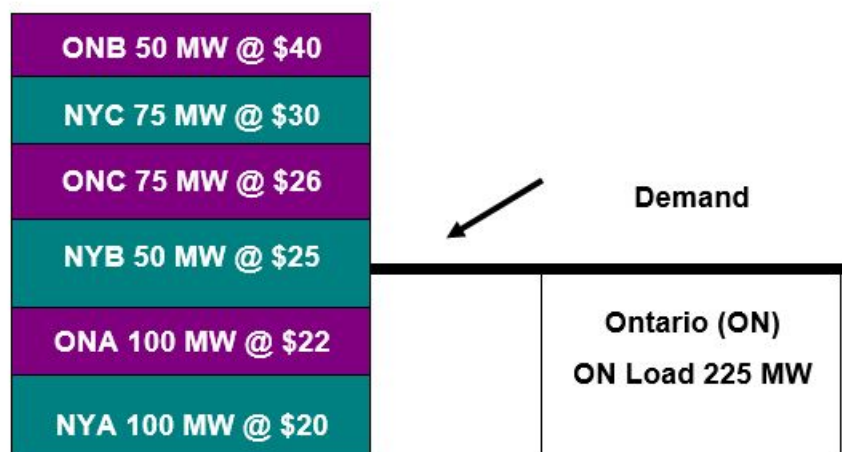 ONB 50 MW @ $40
NYC 75 MW @ $30
ONC 75 MW @ $26
NYB 50 MW @ $25
ONA 100 MW @ $22
NYA 100 MW @ $20
Demand
Ontario (ON)
ON Load 225 MW